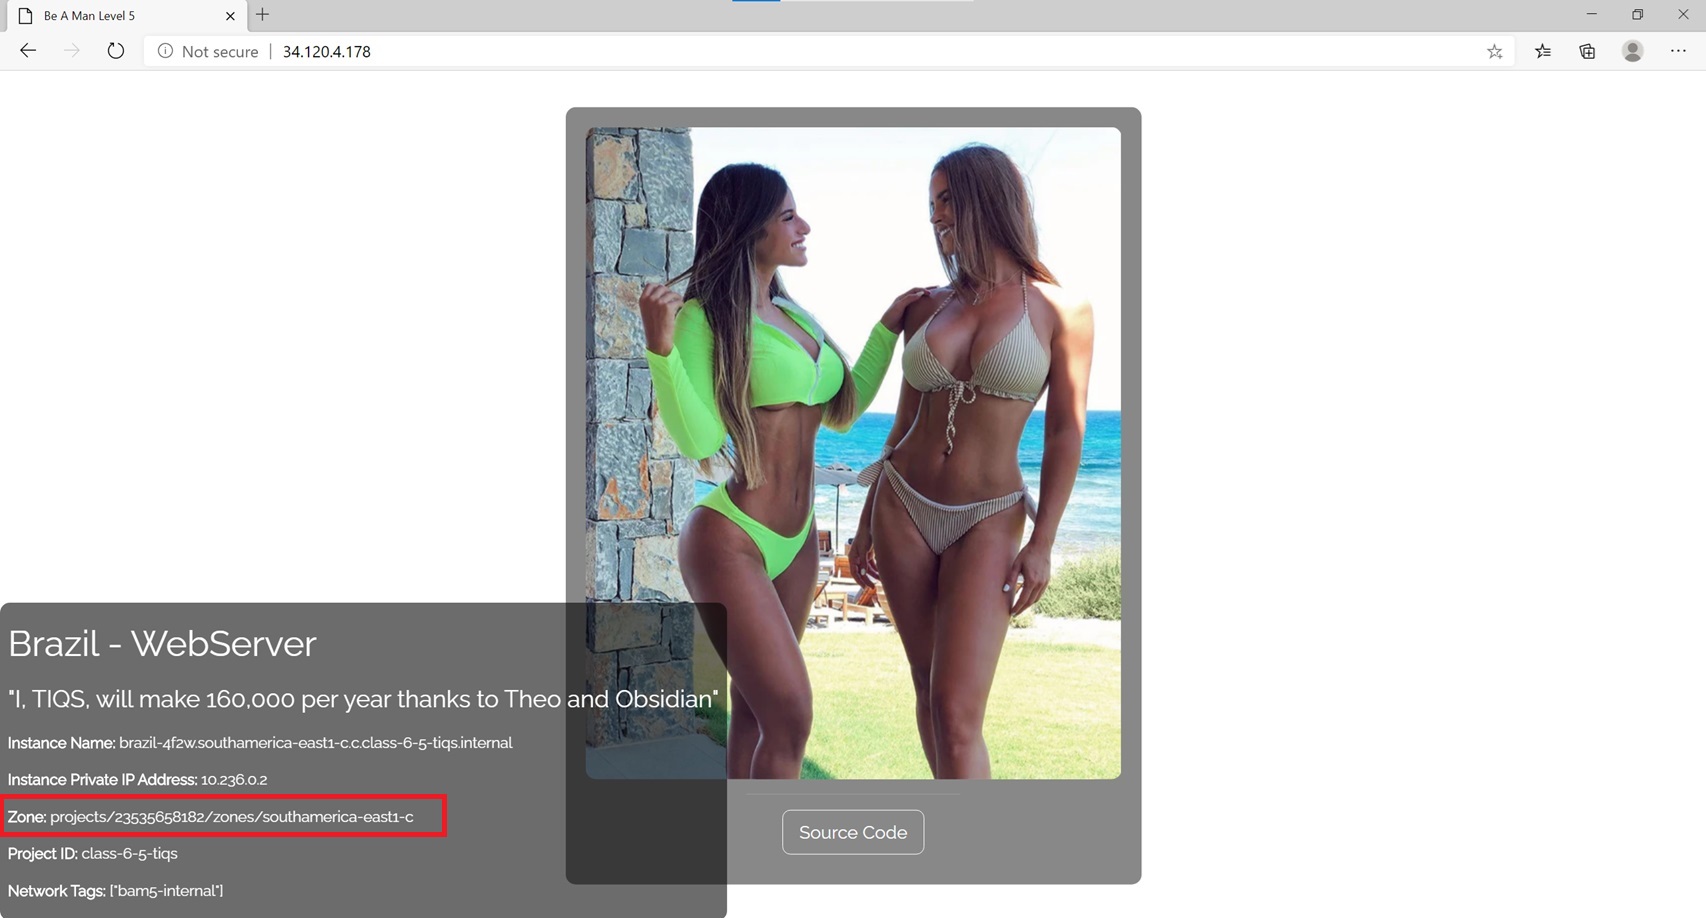 Be A Man Level 5
Not secure | 34.120.4.178
Brazil - WebServer
"I, TIQS, will make 160,000 per year thanks to Theo and Obsidian"
Instance Name: brazil-4f2w.southamerica-east1-c.c.class-6-5-tiqs.internal
Instance Private IP Address: 10.236.0.2
Zone: projects/23535658182/zones/southamerica-east1-c
Project ID: class-6-5-tiqs
Network Tags: ["bam5-internal"]
Source Code